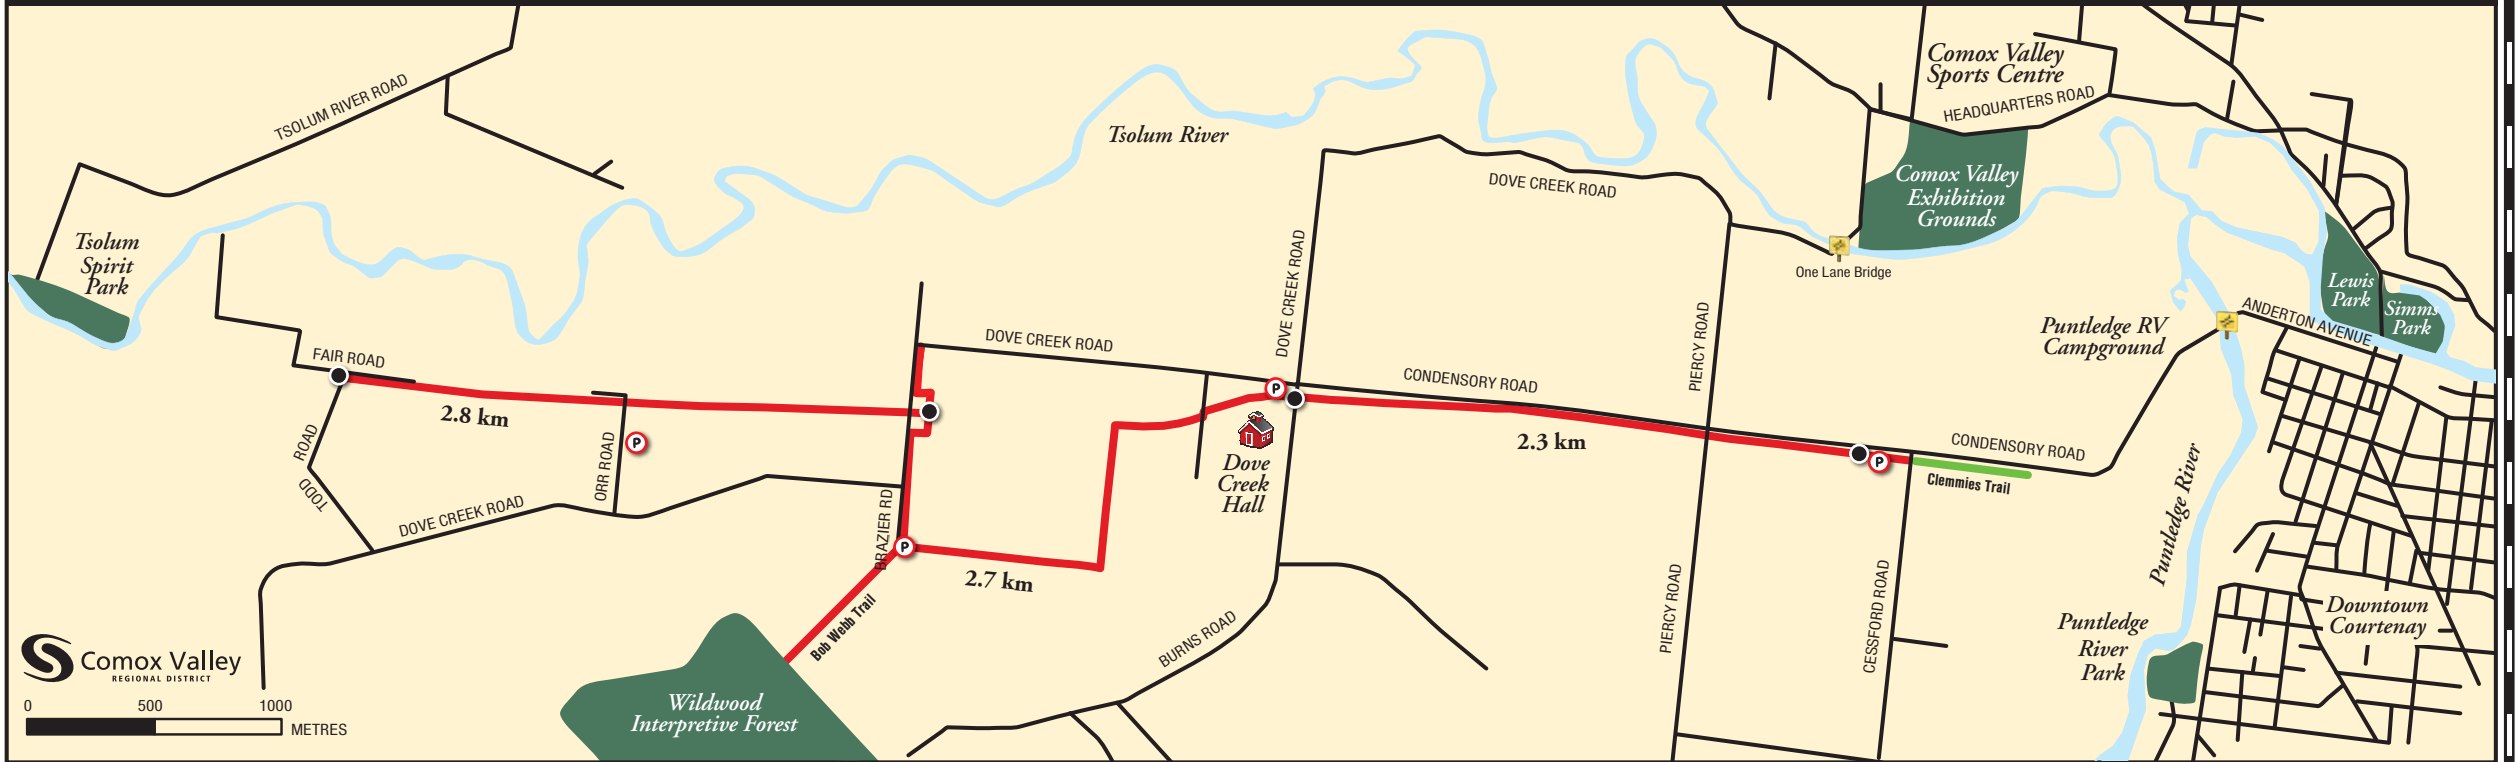 TSOLUM RIVER ROAD
Tsolum
Spirit
Park
FAIR ROAD
2.8 km
ROAD
TODD
ORR ROAD
P
DOVE CREEK ROAD
BRAZIER RD
P
2.7 km
Bob Webb Trail
Wildwood
Interpretive Forest
Comox Valley
REGIONAL DISTRICT
0 500 1000
METRES
Tsolum River
DOVE CREEK ROAD
DOVE CREEK ROAD
P
Dove
Creek
Hall
BURNS ROAD
DOVE CREEK ROAD
CONDENSORY ROAD
2.3 km
PIERCY ROAD
PIERCY ROAD
P
CONDENSORY ROAD
Clemmies Trail
CESSFORD ROAD
One Lane Bridge
Comox Valley
Sports Centre
HEADQUARTERS ROAD
Comox Valley
Exhibition
Grounds
Lewis
Park
Simms
Park
ANDERTON AVENUE
Puntledge RV
Campground
Puntledge River
Puntledge
River
Park
Downtown
Courtenay